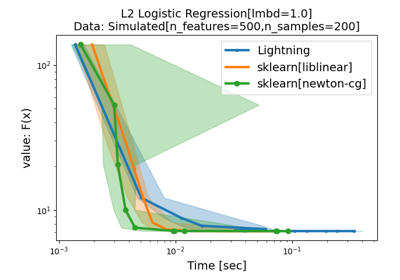 L2 Logistic Regression[lmbd=1.0]
Data: Simulated[n_features=500,n_samples=200]
Lightning
sklearn[liblinear]
sklearn[newton-cg]
value: F(x)
10²
10¹
10⁻³
10⁻²
10⁻¹
Time [sec]